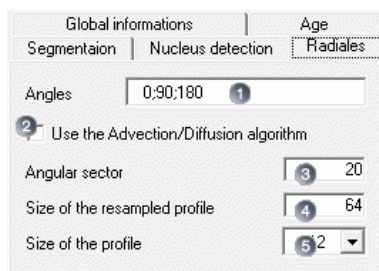 Global informations Age
Segmentaion Nucleus detection Radiales
Angles 0;90;180 1
2 Use the Advection/Diffusion algorithm
Angular sector 3 20
Size of the resampled profile 4 64
Size of the profile 5